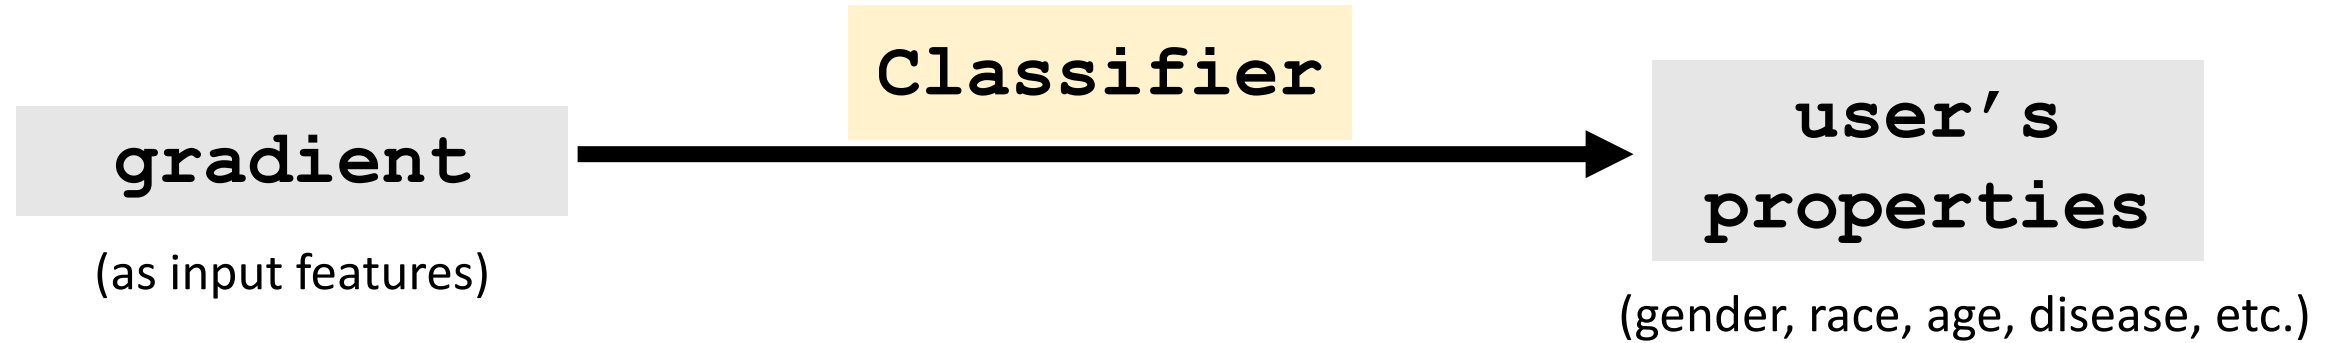 Classifier
gradient
(as input features)
user’s
properties
(gender, race, age, disease, etc.)